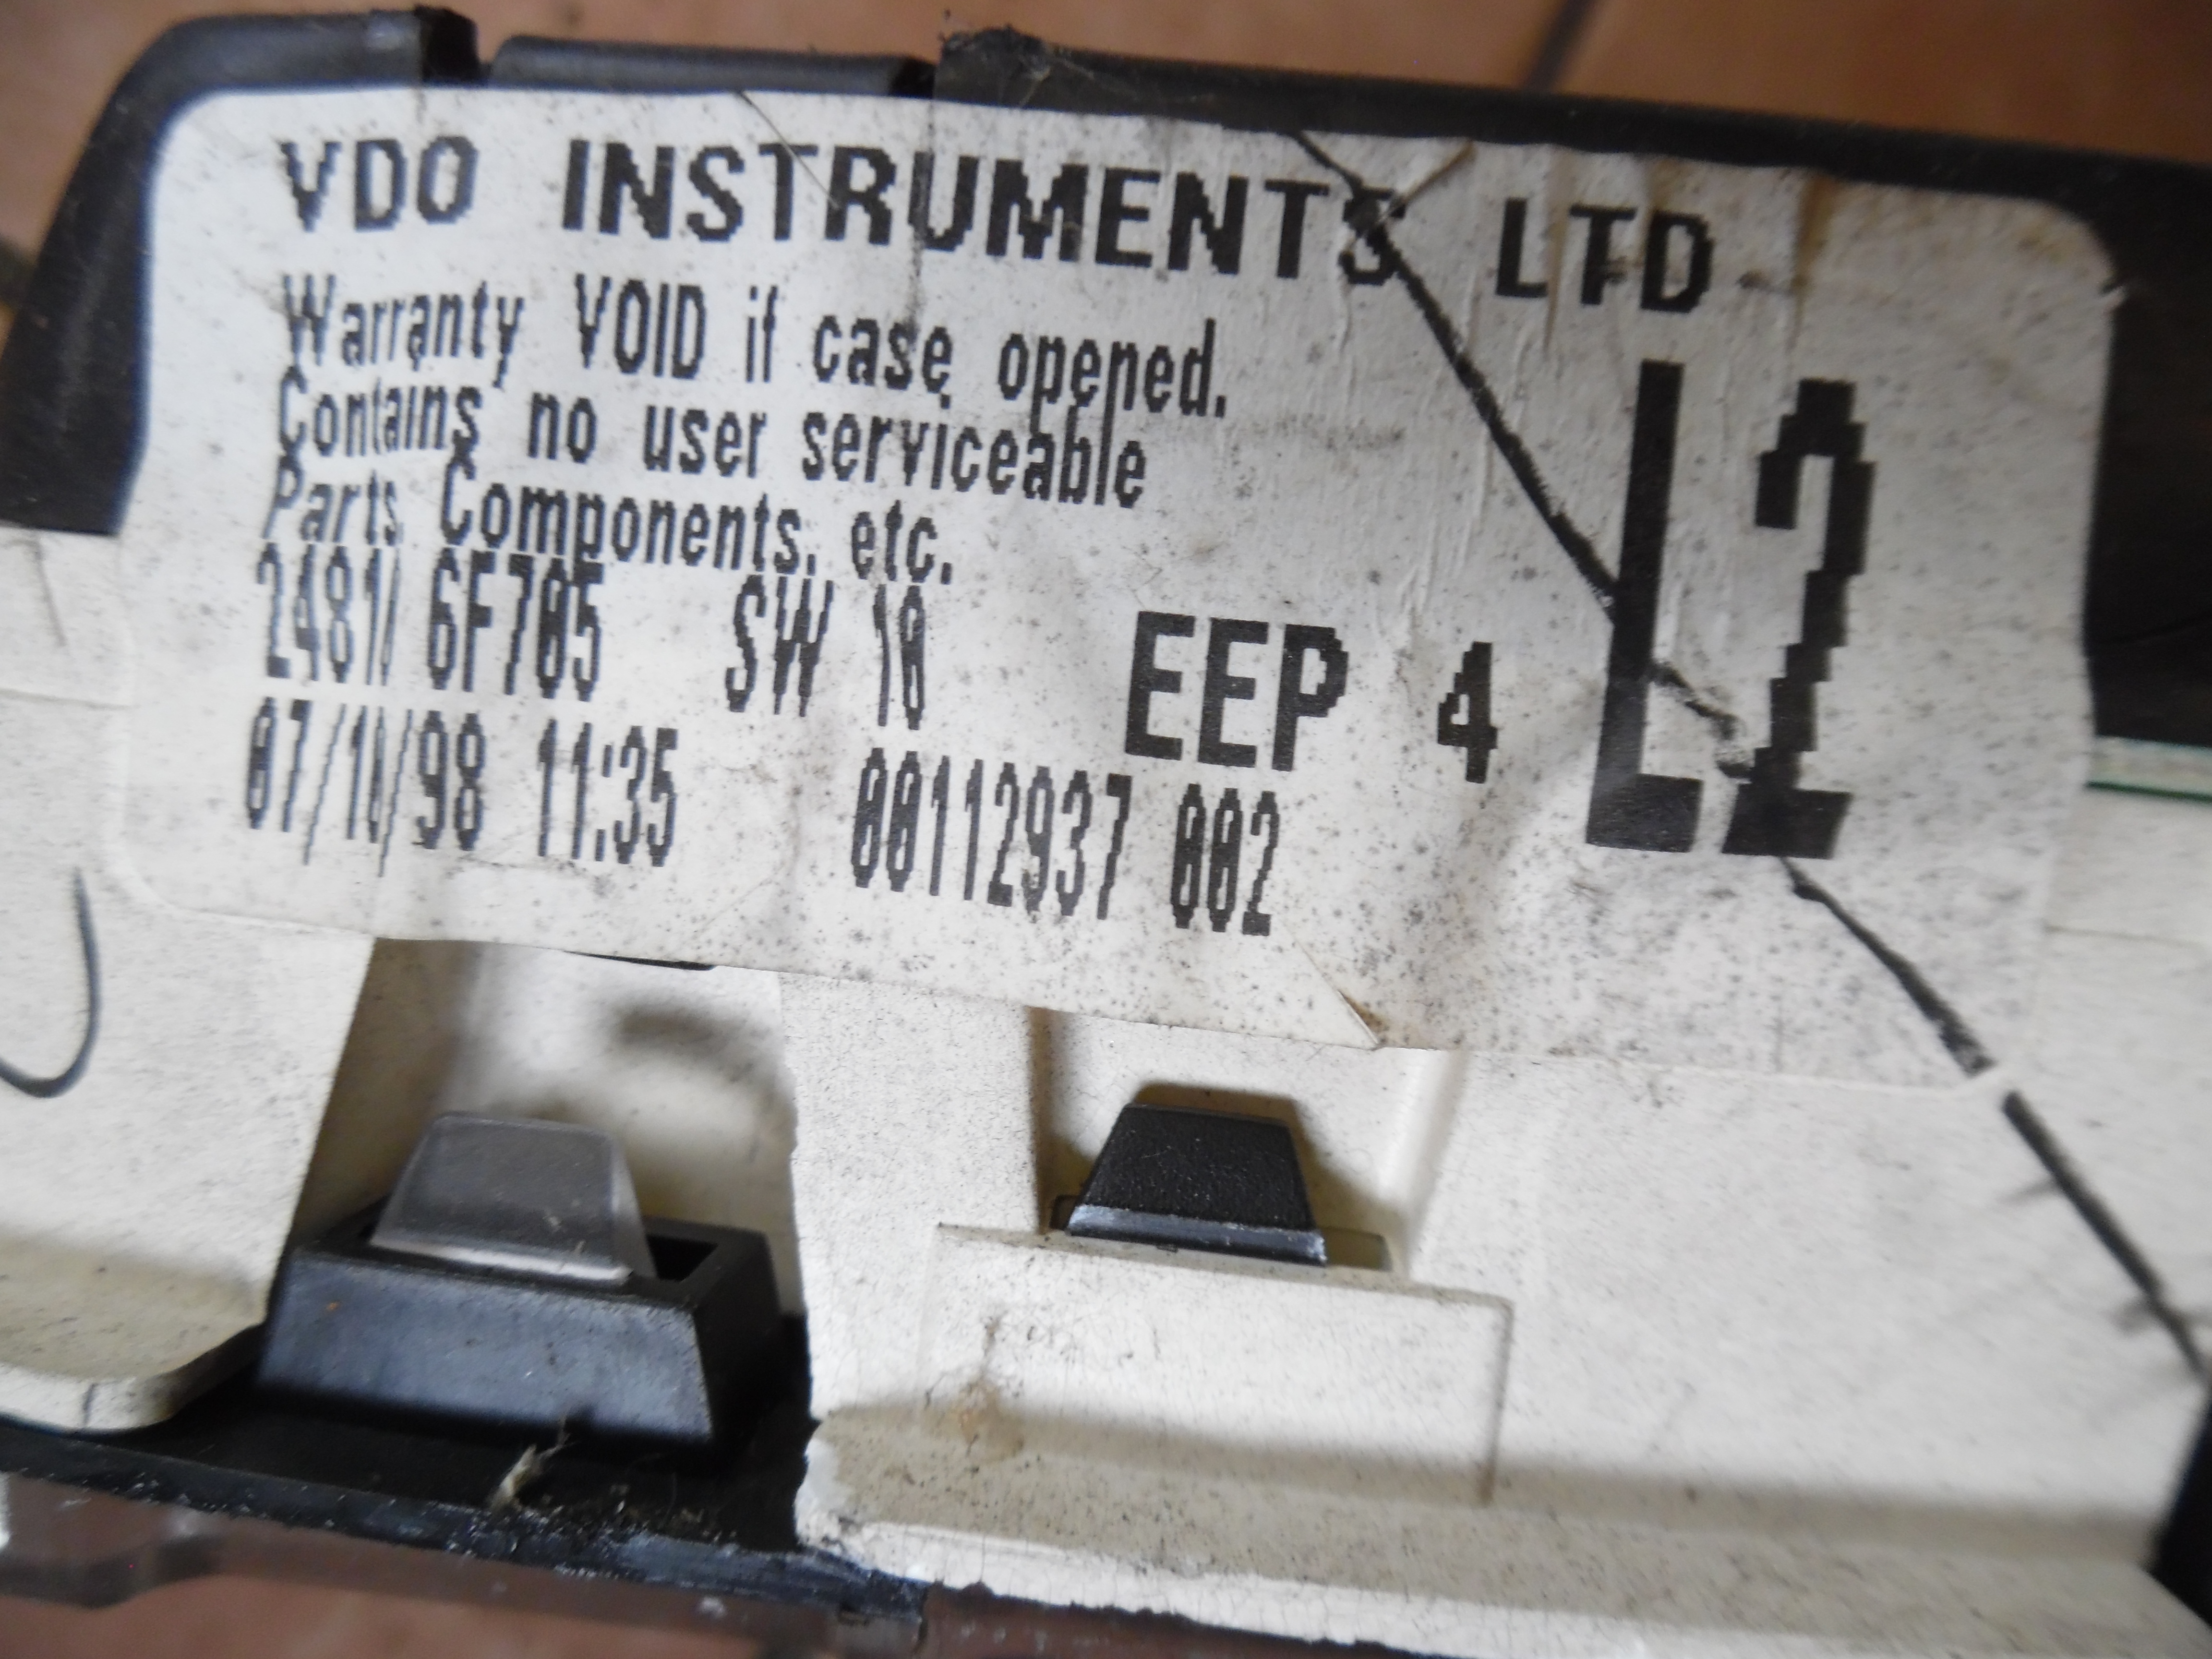 VDO INSTRUMENTS LTD
Warranty VOID if case opened.
Contains no user serviceable
Parts, Components, etc.
2481/ 6F705 SW 10 EEP 4
L2
07/10/98 11:35 00112937 002